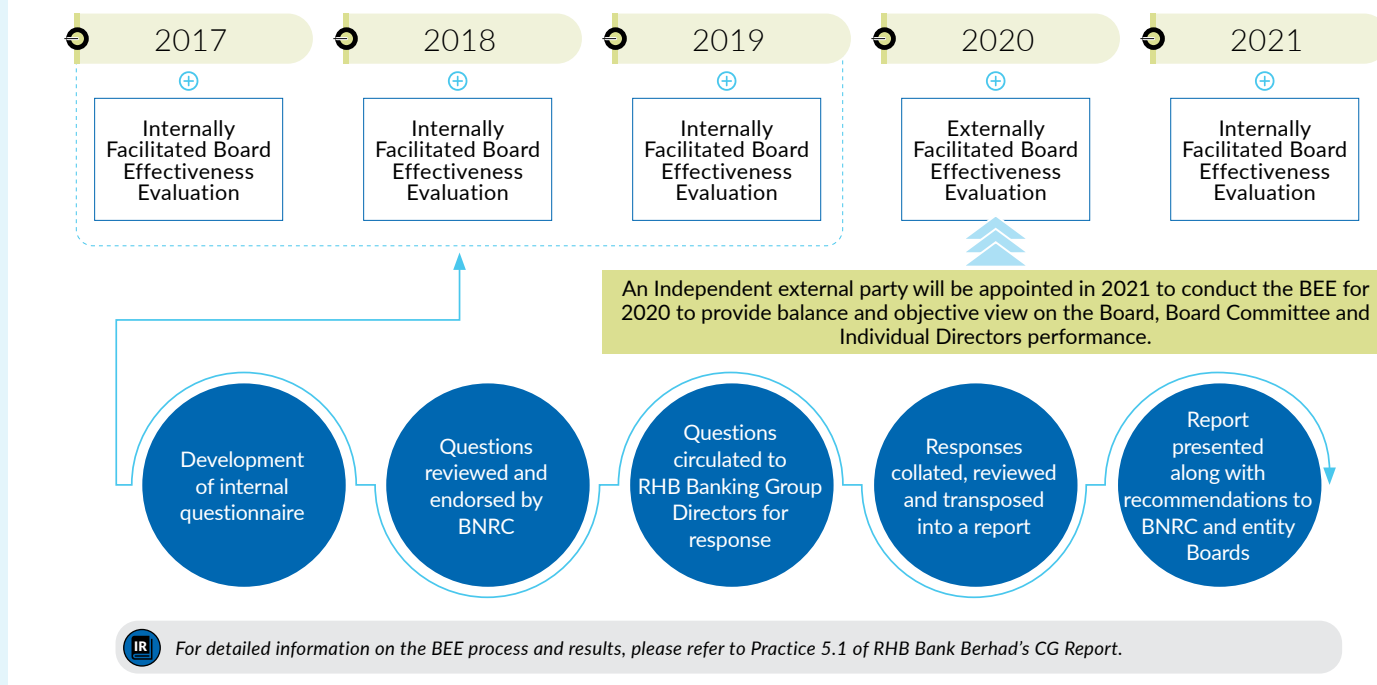 2017
2018
2019
2020
2021
Internally
Facilitated Board
Effectiveness
Evaluation
Internally
Facilitated Board
Effectiveness
Evaluation
Internally
Facilitated Board
Effectiveness
Evaluation
Externally
Facilitated Board
Effectiveness
Evaluation
Internally
Facilitated Board
Effectiveness
Evaluation
An Independent external party will be appointed in 2021 to conduct the BEE for
2020 to provide balance and objective view on the Board, Board Committee and
Individual Directors performance.
Development
of internal
questionnaire
Questions
reviewed and
endorsed by
BNRC
Questions
circulated to
RHB Banking Group
Directors for
response
Responses
collated, reviewed
and transposed
into a report
Report
presented
along with
recommendations to
BNRC and entity
Boards
IR
For detailed information on the BEE process and results, please refer to Practice 5.1 of RHB Bank Berhad's CG Report.